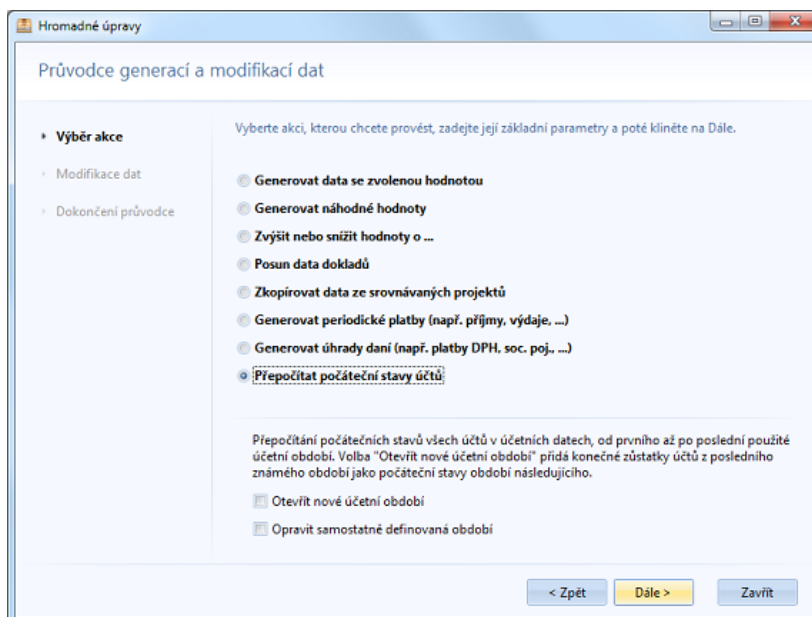 Hromadné úpravy
Průvodce generací a modifikací dat
Výběr akce
Modifikace dat
Dokončení průvodce
Vyberte akci, kterou chcete provést, zadejte její základní parametry a poté kliněte na Dále.
Generovat data se zvolenou hodnotou
Generovat náhodné hodnoty
Zvýšit nebo snížit hodnoty o ...
Posun data dokladů
Zkopírovat data ze srovnávaných projektů
Generovat periodické platby (např. příjmy, výdaje, ...)
Generovat úhrady daní (např. platby DPH, soc. poj., ...)
Přepočítat počáteční stavy účtů
Přepočítání počátečních stavů všech účtů v účetních datech, od prvního až po poslední použité
účetní období. Volba "Otevřít nové účetní období" přidá konečné zůstatky účtů z posledního
známého období jako počáteční stavy období následujícího.
Otevřít nové účetní období
Opravit samostatně definovaná období
< Zpět
Dále >
Zavřít